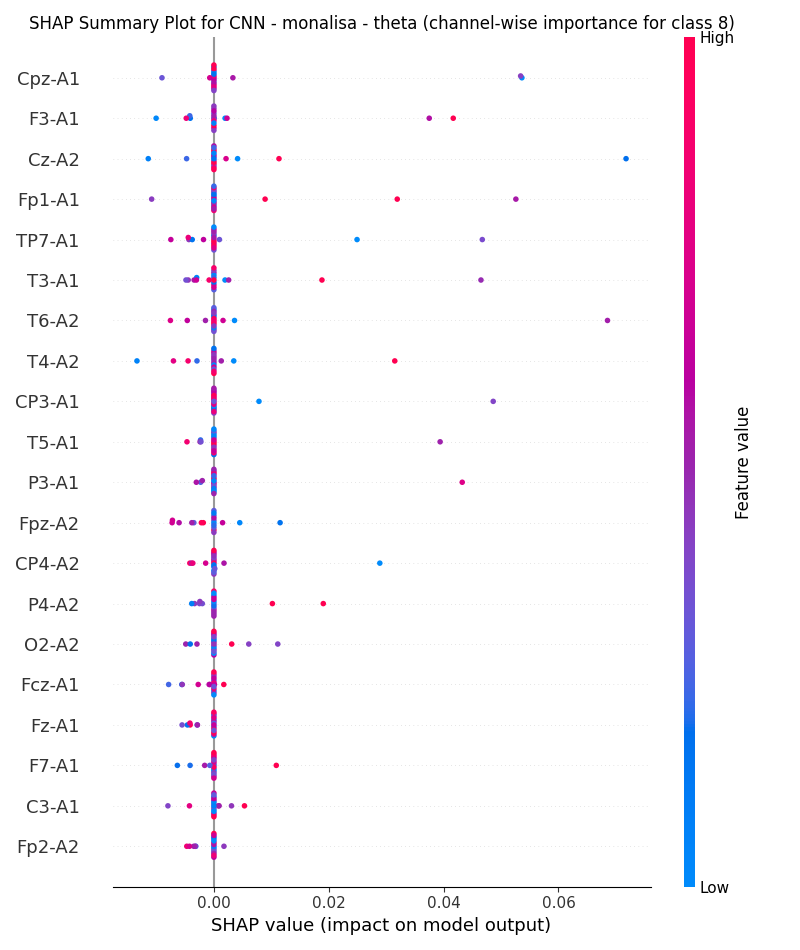 SHAP Summary Plot for CNN - monalisa - theta (channel-wise importance for class 8)
High
Cpz-A1
F3-A1
Cz-A2
Fp1-A1
TP7-A1
T3-A1
T6-A2
T4-A2
CP3-A1
T5-A1
P3-A1
Fpz-A2
CP4-A2
P4-A2
O2-A2
Fcz-A1
Fz-A1
F7-A1
C3-A1
Fp2-A2
Feature value
Low
0.00 0.02 0.04 0.06
SHAP value (impact on model output)